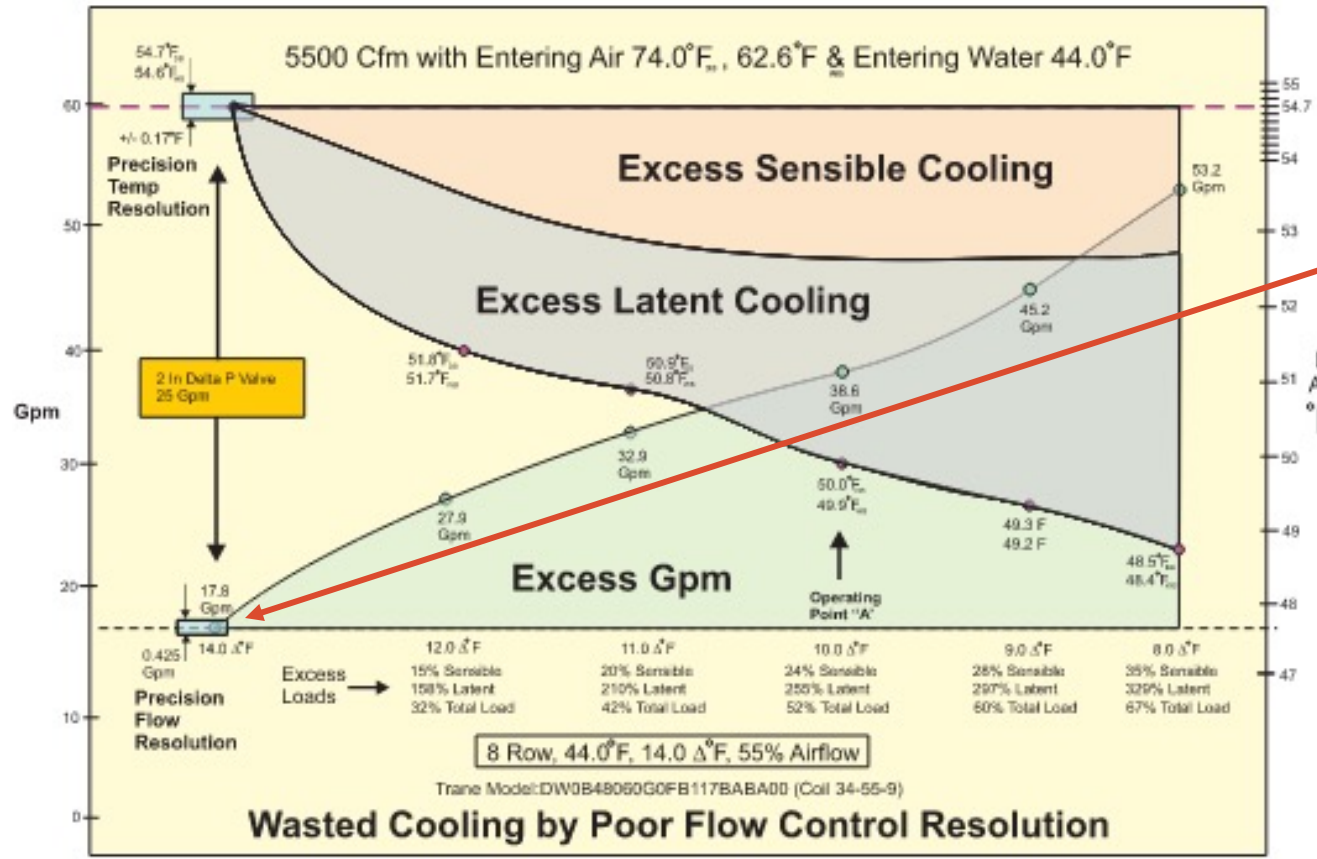 5500 Cfm with Entering Air 74.0°F, 62.6°F & Entering Water 44.0°F
54.7°F
54.6°F
+/- 0.17°F
Precision
Temp
Resolution
60
50
40
30
20
10
0
Gpm
55
54.7
54
53
52
51
50
49
48
47
A
Excess Sensible Cooling
Excess Latent Cooling
Excess Gpm
2 In Delta P Valve
25 Gpm
53.2
Gpm
45.2
Gpm
38.6
Gpm
32.9
Gpm
27.9
Gpm
17.8
Gpm
51.8°F
51.7°F
50.9°F
50.8°F
50.0°F
49.9°F
49.3 F
49.2 F
48.5°F
48.4°F
Operating
Point "A'
0.425
Gpm
Precision
Flow
Resolution
14.0 Δ°F
12.0 Δ°F
11.0 Δ°F
10.0 Δ°F
9.0 Δ°F
8.0 Δ°F
Excess
Loads
15% Sensible
158% Latent
32% Total Load
20% Sensible
210% Latent
42% Total Load
24% Sensible
255% Latent
52% Total Load
28% Sensible
297% Latent
60% Total Load
35% Sensible
329% Latent
67% Total Load
8 Row, 44.0°F, 14.0 Δ°F, 55% Airflow
Trane Model:DW0B48060G0FB117BABA00 (Coil 34-55-9)
Wasted Cooling by Poor Flow Control Resolution